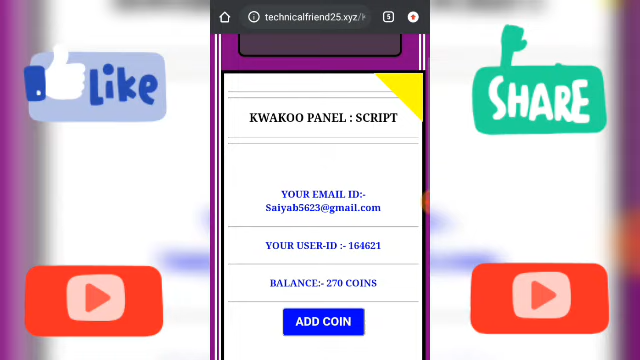 technicalfriend25.xyz/
5
Like
SHARE
KWAKOO PANEL : SCRIPT
YOUR EMAIL ID:-
Saiyab5623@gmail.com
YOUR USER-ID :- 164621
BALANCE:- 270 COINS
ADD COIN